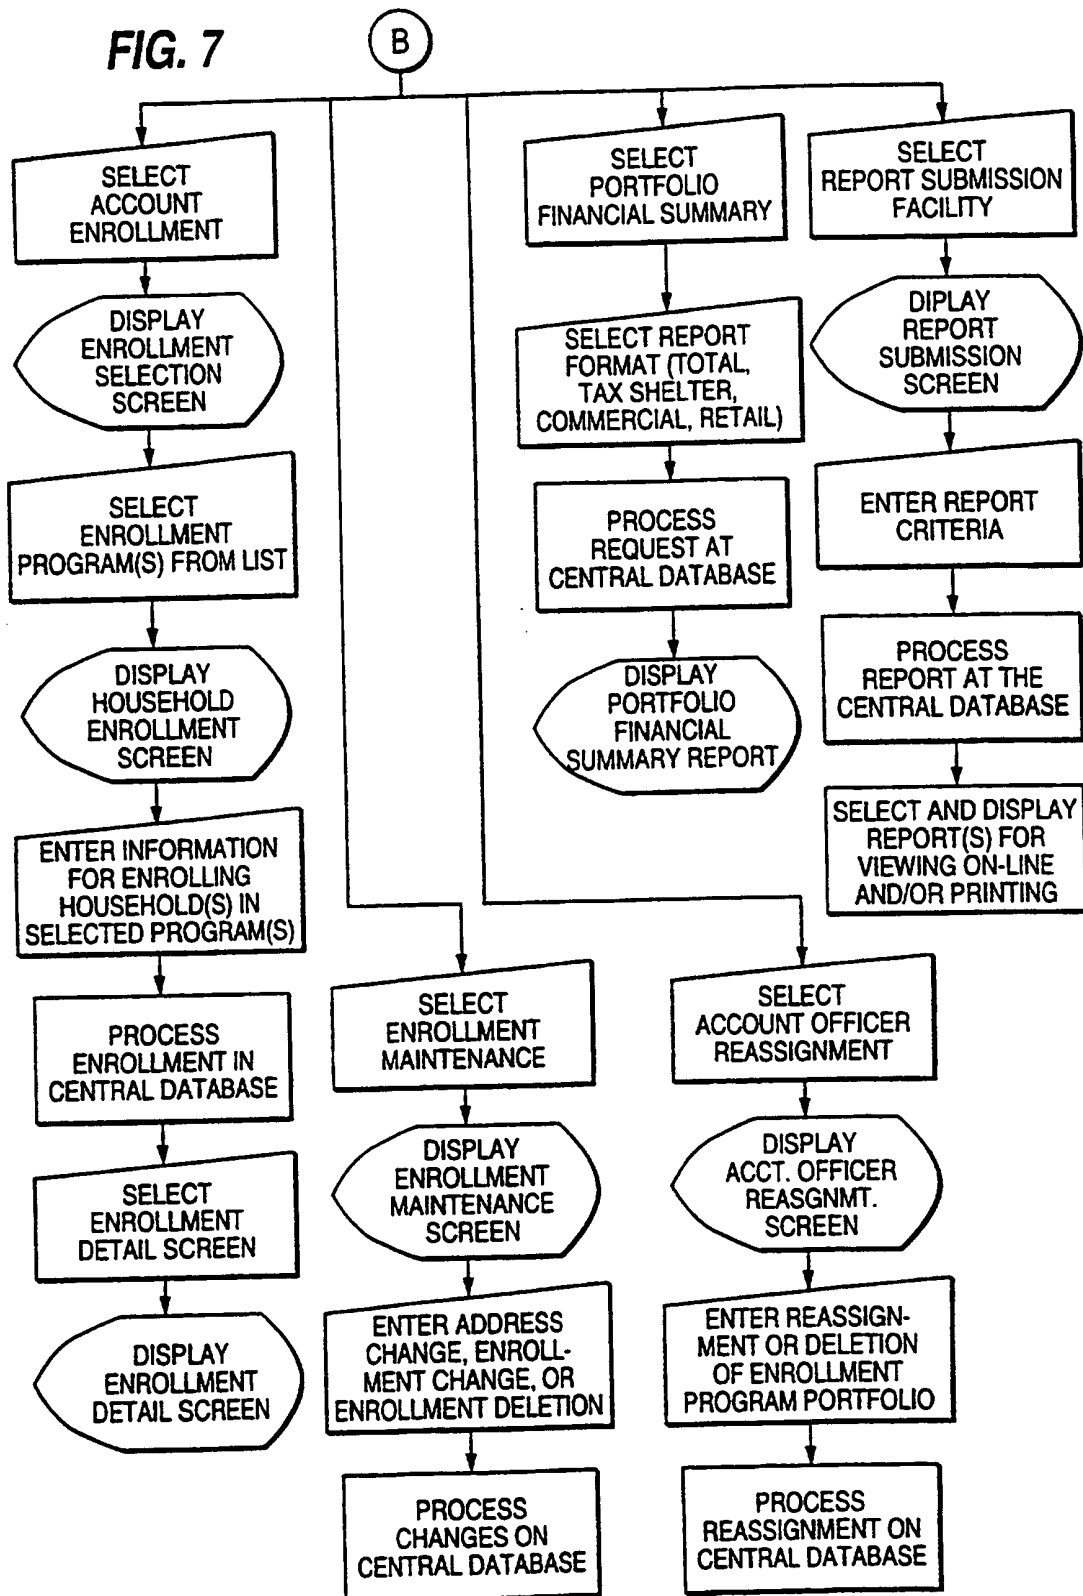 FIG. 7
B
SELECT
ACCOUNT
ENROLLMENT
DISPLAY
ENROLLMENT
SELECTION
SCREEN
SELECT
ENROLLMENT
PROGRAM(S) FROM LIST
DISPLAY
HOUSEHOLD
ENROLLMENT
SCREEN
ENTER INFORMATION
FOR ENROLLING
HOUSEHOLD(S) IN
SELECTED PROGRAM(S)
PROCESS
ENROLLMENT IN
CENTRAL DATABASE
SELECT
ENROLLMENT
DETAIL SCREEN
DISPLAY
ENROLLMENT
DETAIL SCREEN
SELECT
ENROLLMENT
MAINTENANCE
DISPLAY
ENROLLMENT
MAINTENANCE
SCREEN
ENTER ADDRESS
CHANGE, ENROLL-
MENT CHANGE, OR
ENROLLMENT DELETION
PROCESS
CHANGES ON
CENTRAL DATABASE
SELECT
ACCOUNT OFFICER
REASSIGNMENT
DISPLAY
ACCT. OFFICER
REASGNMT.
SCREEN
ENTER REASSIGN-
MENT OR DELETION
OF ENROLLMENT
PROGRAM PORTFOLIO
PROCESS
REASSIGNMENT ON
CENTRAL DATABASE
SELECT
PORTFOLIO
FINANCIAL SUMMARY
SELECT REPORT
FORMAT (TOTAL,
TAX SHELTER,
COMMERCIAL, RETAIL)
PROCESS
REQUEST AT
CENTRAL DATABASE
DISPLAY
PORTFOLIO
FINANCIAL
SUMMARY REPORT
SELECT
REPORT SUBMISSION
FACILITY
DIPLAY
REPORT
SUBMISSION
SCREEN
ENTER REPORT
CRITERIA
PROCESS
REPORT AT THE
CENTRAL DATABASE
SELECT AND DISPLAY
REPORT(S) FOR
VIEWING ON-LINE
AND/OR PRINTING